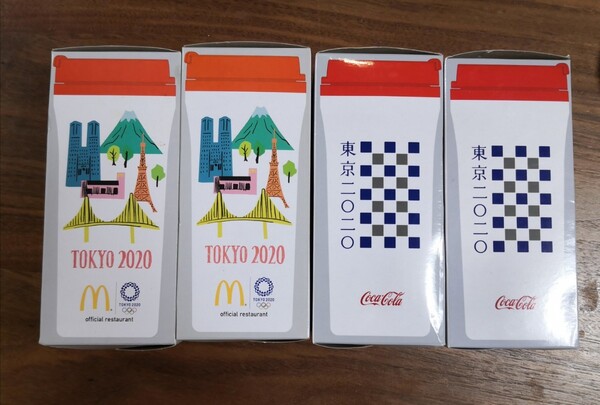 TOKYO 2020
M
TOKYO 2020
official restaurant
TOKYO 2020
M
TOKYO 2020
official restaurant
東京二〇二〇
Coca-Cola
東京二〇二〇
Coca-Cola